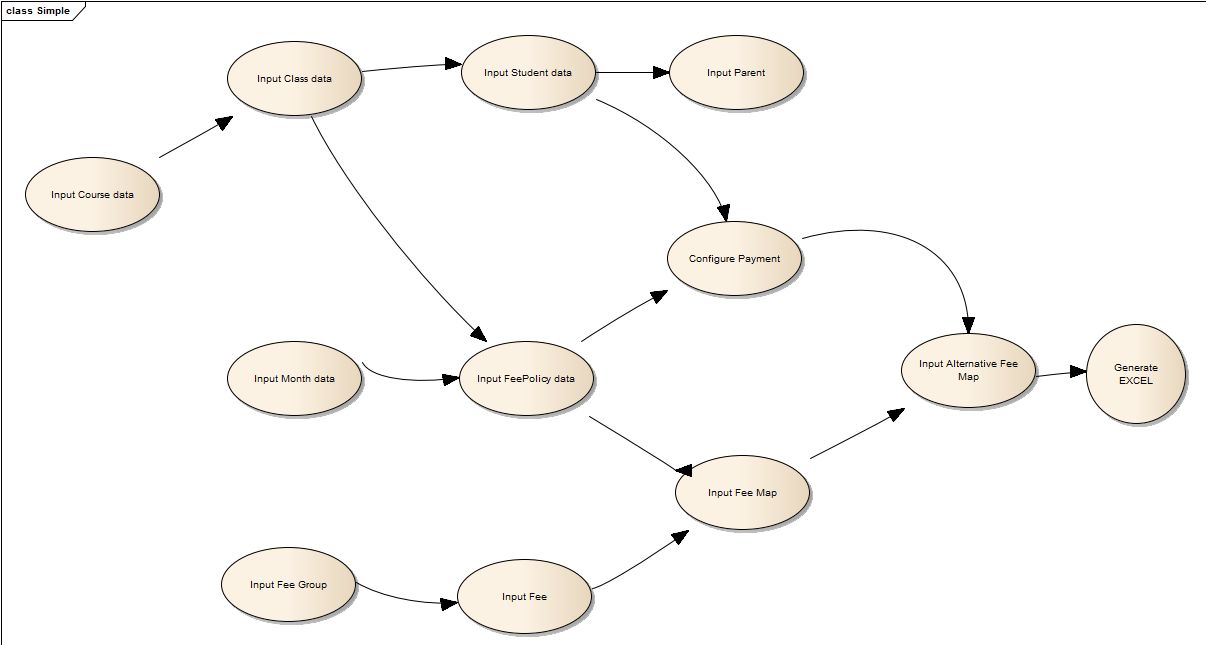 class Simple
Input Class data
Input Student data
Input Parent
Input Course data
Configure Payment
Input Month data
Input FeePolicy data
Input Alternative Fee
Map
Generate
EXCEL
Input Fee Map
Input Fee Group
Input Fee